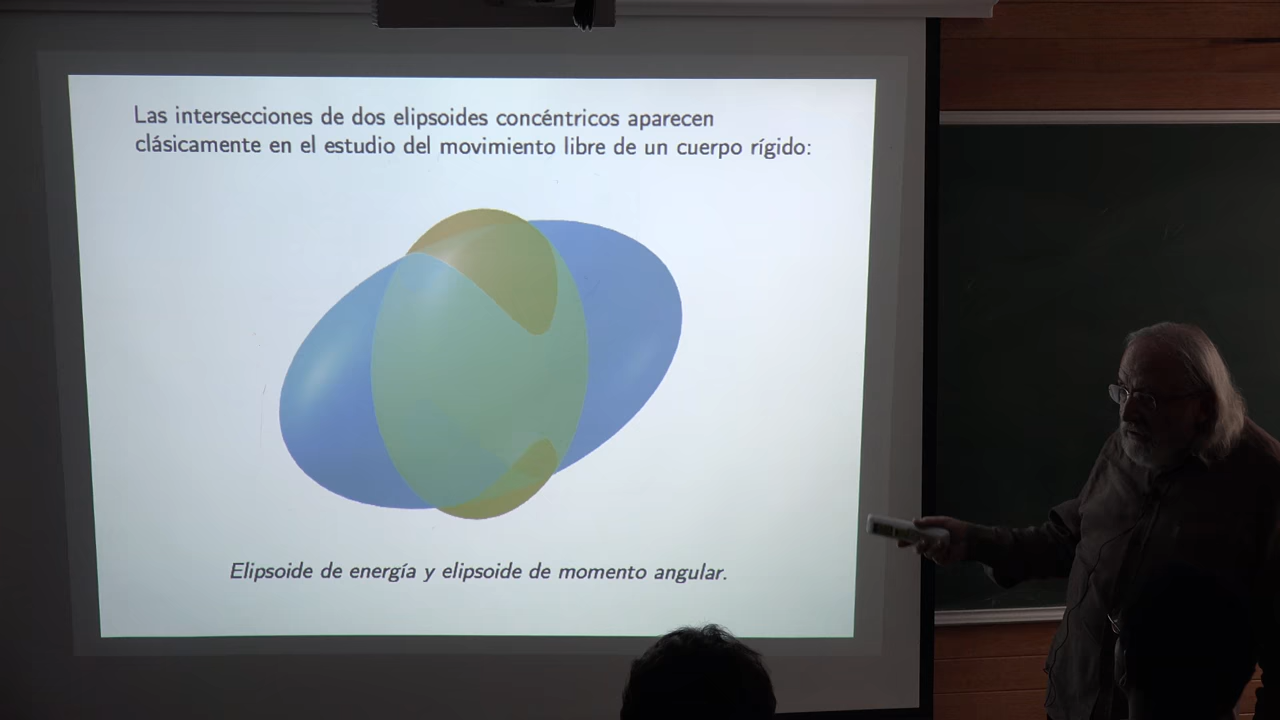 Las intersecciones de dos elipsoides concéntricos aparecen
clásicamente en el estudio del movimiento libre de un cuerpo rígido:
Elipsoide de energía y elipsoide de momento angular.